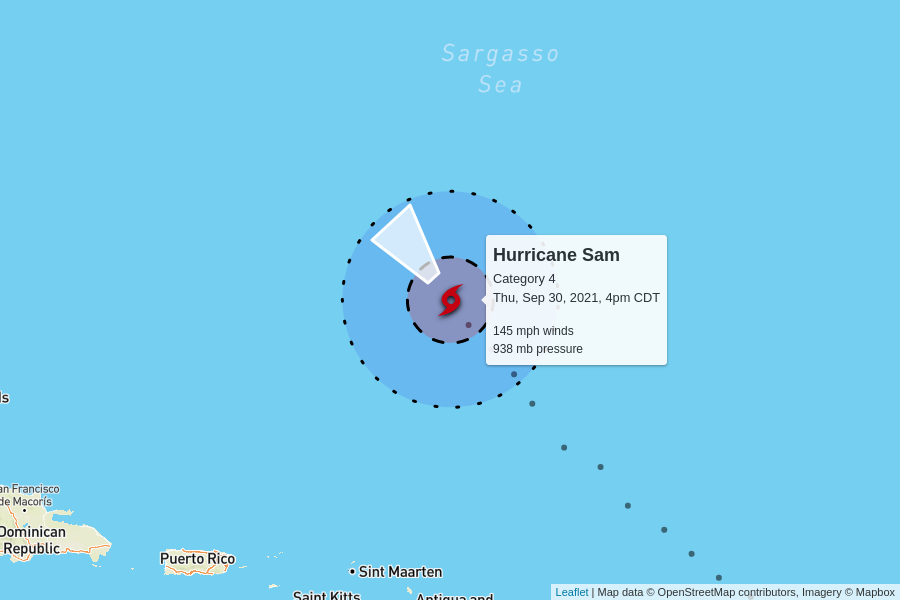 Sargasso
Sea
Hurricane Sam
Category 4
Thu, Sep 30, 2021, 4pm CDT
145 mph winds
938 mb pressure
ds
an Francisco
de Macorís
Dominican
Republic
Puerto Rico
Sint Maarten
Saint Kitts
Antigua and
Leaflet | Map data © OpenStreetMap contributors, Imagery © Mapbox